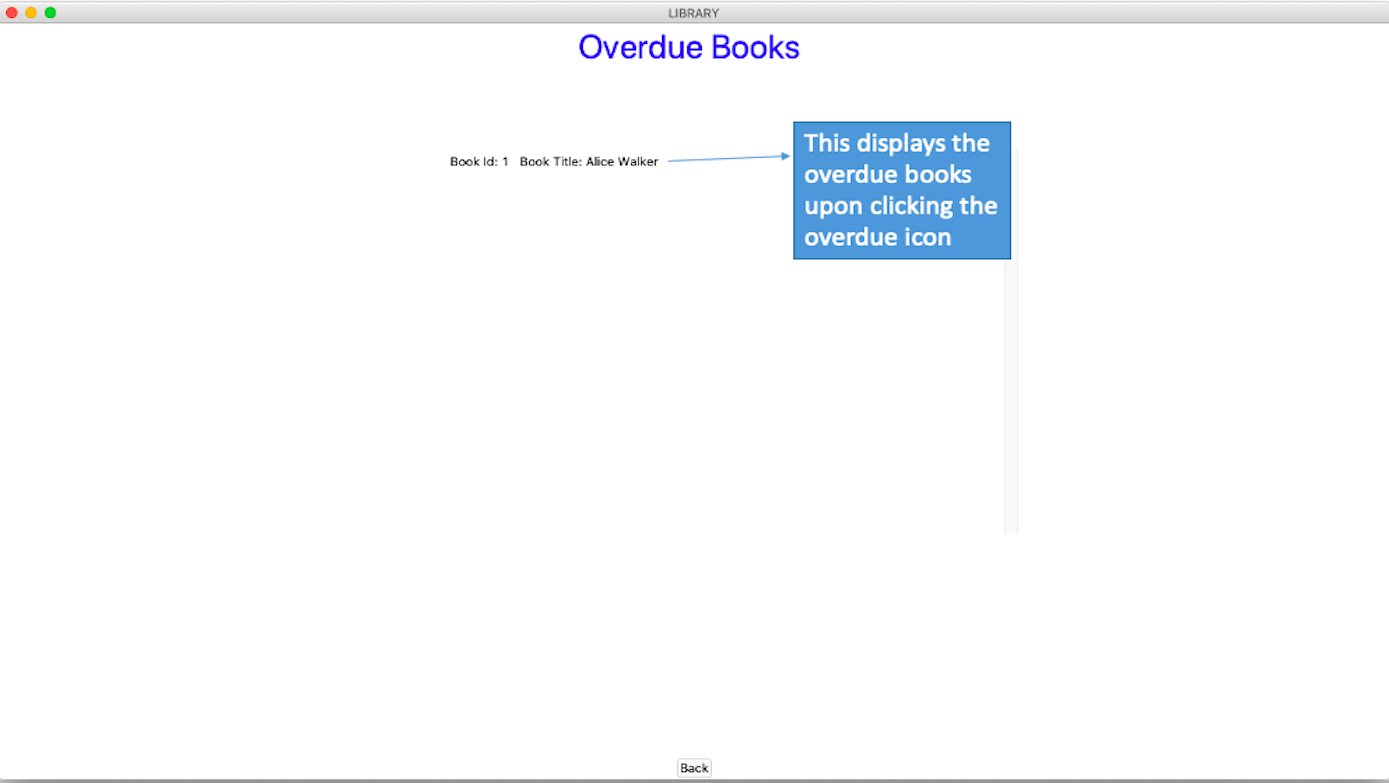 LIBRARY
Overdue Books
Book Id: 1   Book Title: Alice Walker
This displays the
overdue books
upon clicking the
overdue icon
Back